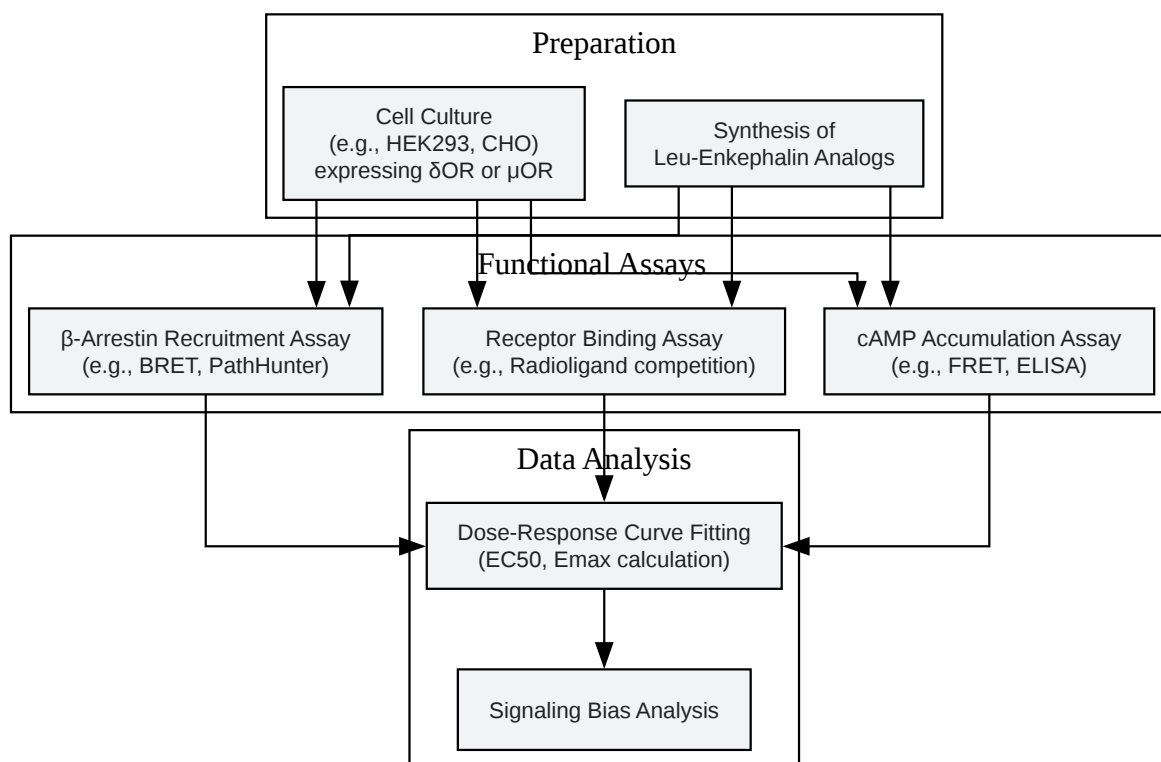 Preparation
Cell Culture
(e.g., HEK293, CHO)
expressing δOR or μOR
Synthesis of
Leu-Enkephalin Analogs
Functional Assays
β-Arrestin Recruitment Assay
(e.g., BRET, PathHunter)
Receptor Binding Assay
(e.g., Radioligand competition)
cAMP Accumulation Assay
(e.g., FRET, ELISA)
Data Analysis
Dose-Response Curve Fitting
(EC50, Emax calculation)
Signaling Bias Analysis